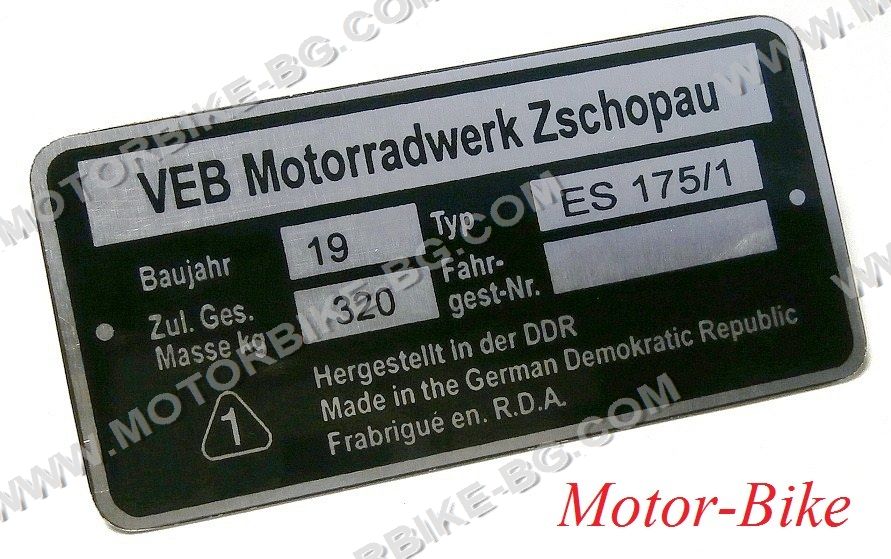 VEB Motorradwerk Zschopau
Baujahr 19 Typ ES 175/1
Zul. Ges.
Masse kg 320 Fahr-
gest-Nr.
1
Hergestellt in der DDR
Made in the German Demokratic Republic
Frabrigué en. R.D.A.
WWW.MOTORBIKE-BG.COM
Motor-Bike